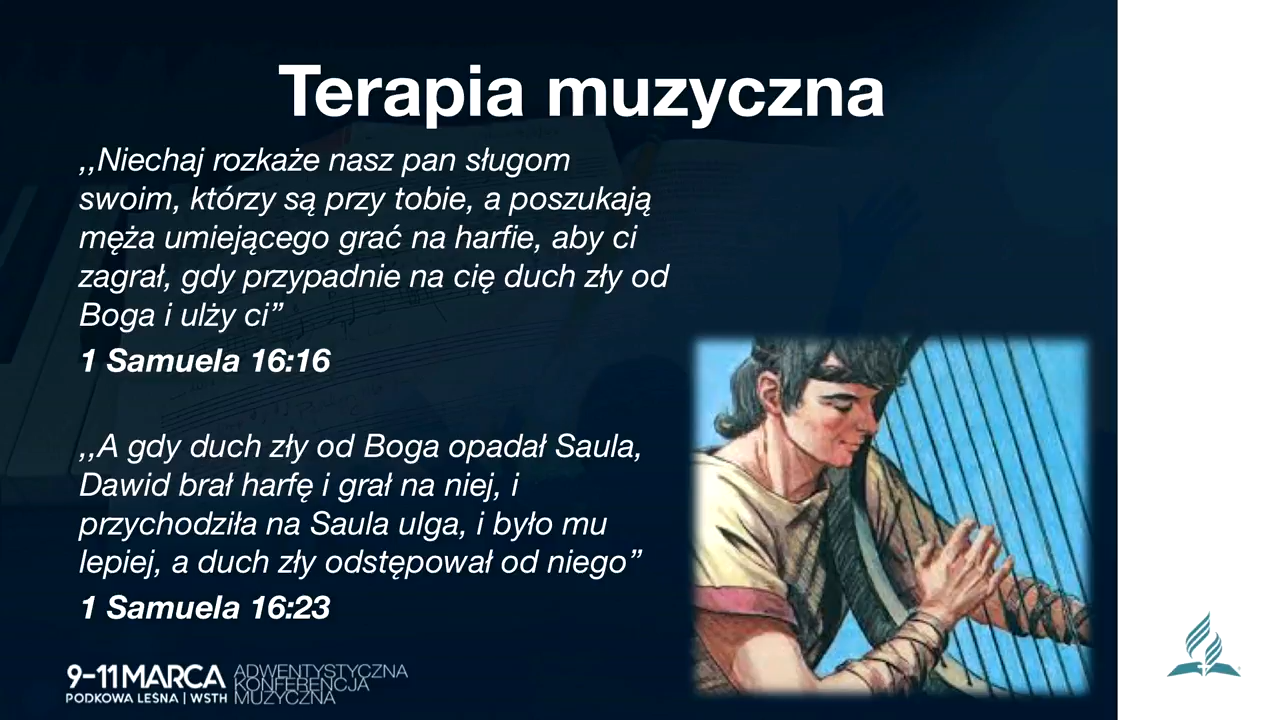 Terapia muzyczna
,,Niechaj rozkaże nasz pan sługom
swoim, którzy są przy tobie, a poszukają
męża umiejącego grać na harfie, aby ci
zagrał, gdy przypadnie na cię duch zły od
Boga i ulży ci”
1 Samuela 16:16
,,A gdy duch zły od Boga opadał Saula,
Dawid brał harfę i grał na niej, i
przychodziła na Saula ulga, i było mu
lepiej, a duch zły odstępował od niego”
1 Samuela 16:23
9-11 MARCA
PODKOWA LEŚNA | WSTH
ADWENTYSTYCZNA
KONFERENCJA
MUZYCZNA